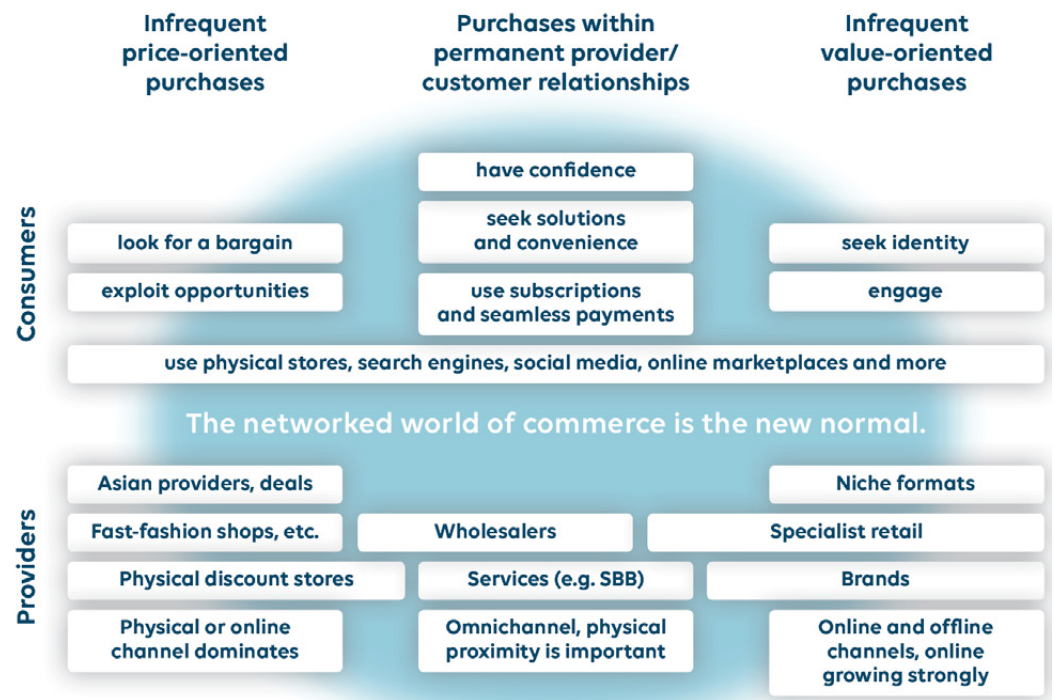 Infrequent
price-oriented
purchases
Purchases within
permanent provider/
customer relationships
Infrequent
value-oriented
purchases
Consumers
have confidence
look for a bargain
seek solutions
and convenience
seek identity
exploit opportunities
use subscriptions
and seamless payments
engage
use physical stores, search engines, social media, online marketplaces and more
The networked world of commerce is the new normal.
Providers
Asian providers, deals
Niche formats
Fast-fashion shops, etc.
Wholesalers
Specialist retail
Physical discount stores
Services (e.g. SBB)
Brands
Physical or online
channel dominates
Omnichannel, physical
proximity is important
Online and offline
channels, online
growing strongly